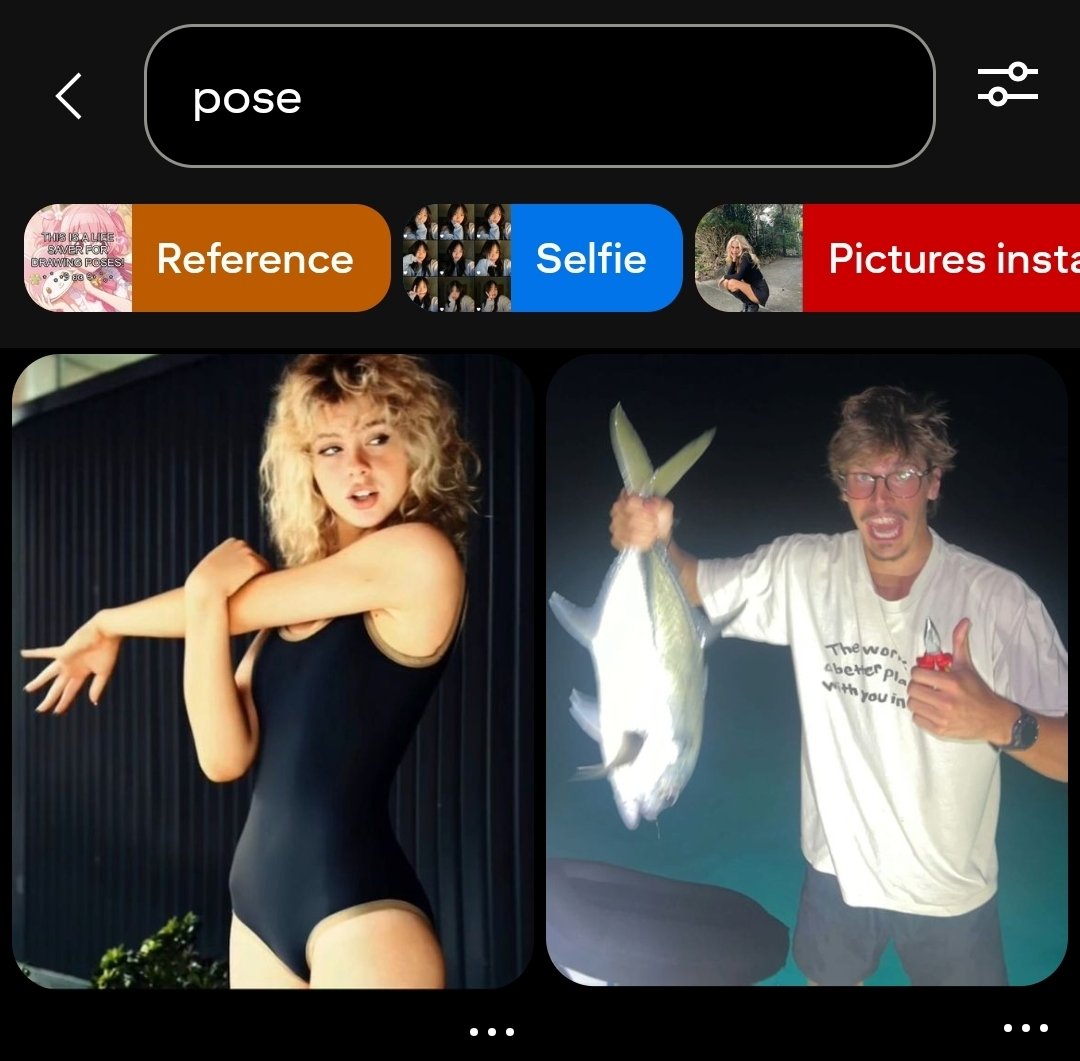 pose
THIS IS A LIFE
SAVER FOR
DRAWING POSES!
Reference
Selfie
Pictures insta
The wor
a better pla
with you in